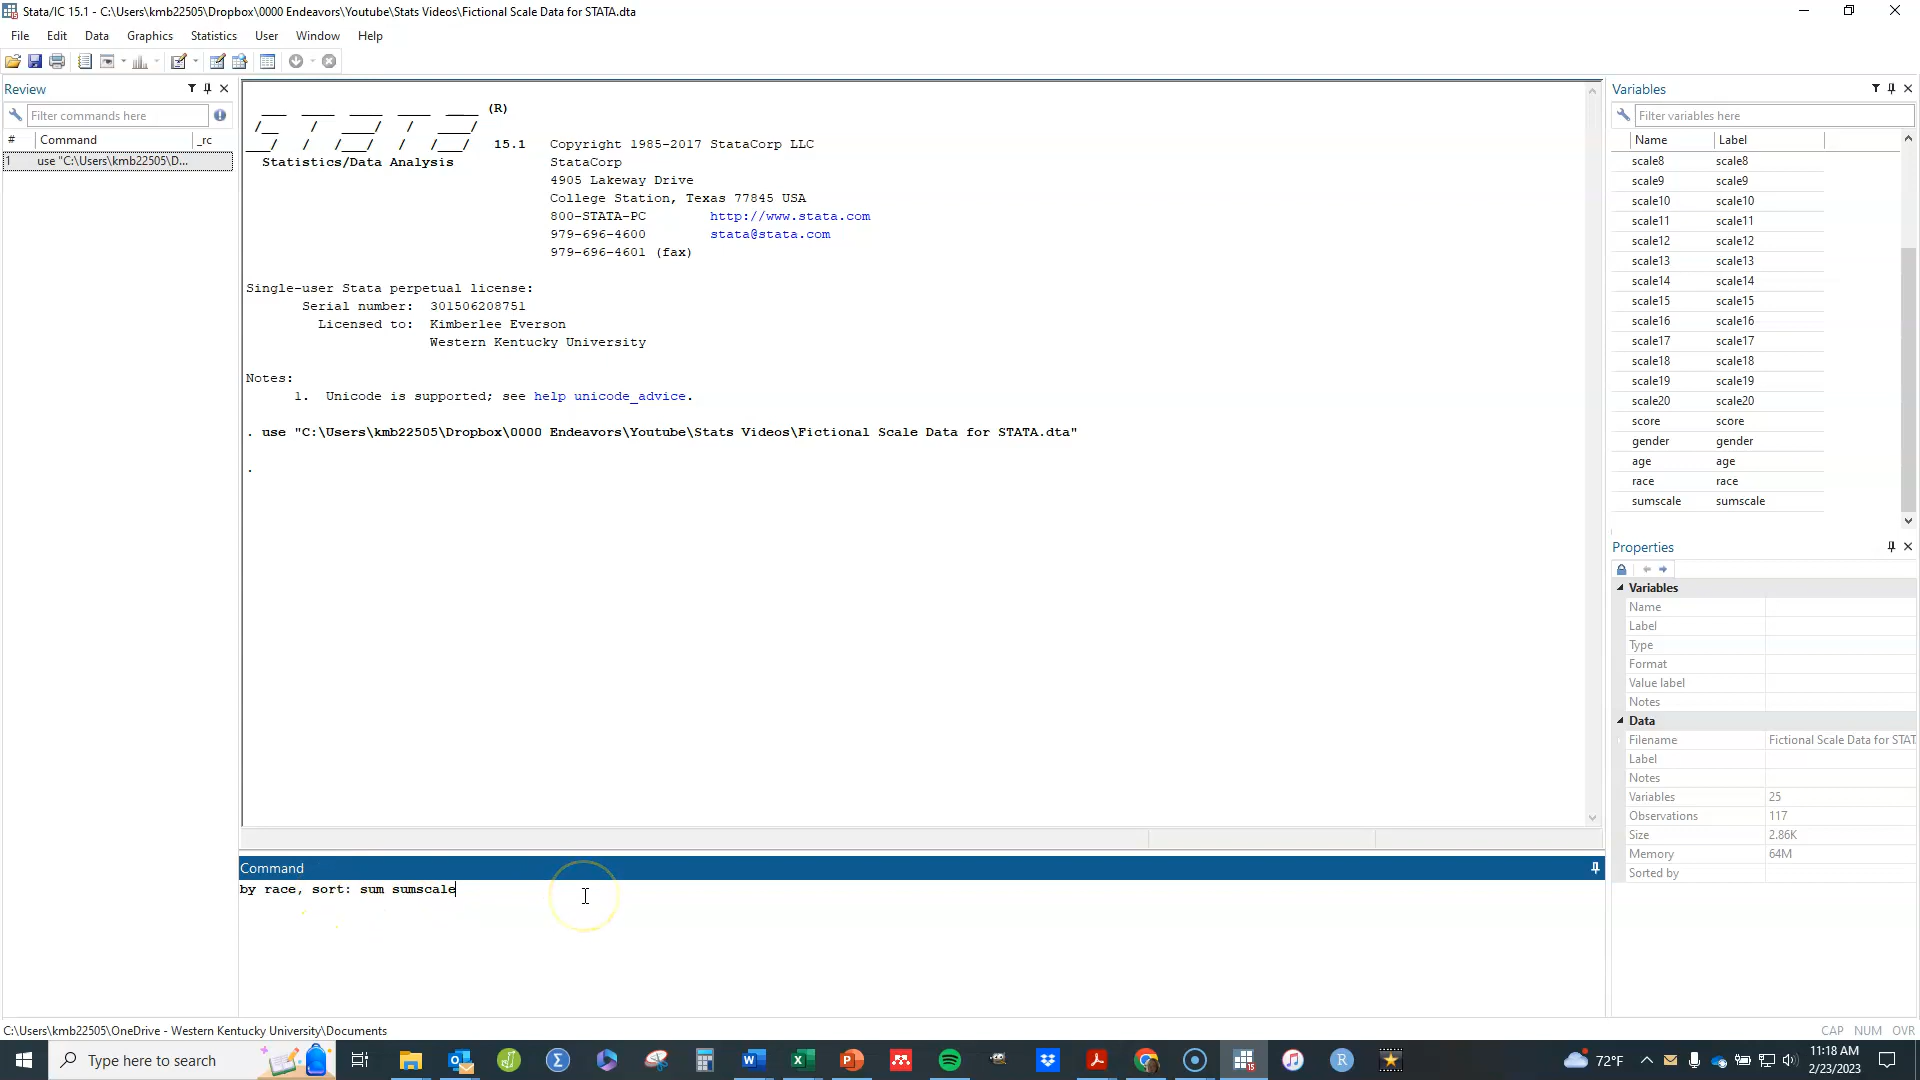 Stata/IC 15.1 - C:\Users\kmb22505\Dropbox\0000 Endeavors\Youtube\Stats Videos\Fictional Scale Data for STATA.dta
File Edit Data Graphics Statistics User Window Help
Review
Filter commands here
# Command _rc
1 use "C:\Users\kmb22505\D...
(R)
STATA
Statistics/Data Analysis
15.1 Copyright 1985-2017 StataCorp LLC
StataCorp
4905 Lakeway Drive
College Station, Texas 77845 USA
800-STATA-PC http://www.stata.com
979-696-4600 stata@stata.com
979-696-4601 (fax)
Single-user Stata perpetual license:
Serial number: 301506208751
Licensed to: Kimberlee Everson
Western Kentucky University
Notes:
1. Unicode is supported; see help unicode_advice.
. use "C:\Users\kmb22505\Dropbox\0000 Endeavors\Youtube\Stats Videos\Fictional Scale Data for STATA.dta"
.
Command
by race, sort: sum sumscale
Variables
Filter variables here
Name Label
scale8 scale8
scale9 scale9
scale10 scale10
scale11 scale11
scale12 scale12
scale13 scale13
scale14 scale14
scale15 scale15
scale16 scale16
scale17 scale17
scale18 scale18
scale19 scale19
scale20 scale20
score score
gender gender
age age
race race
sumscale sumscale
Properties
Variables
Name
Label
Type
Format
Value label
Notes
Data
Filename Fictional Scale Data for STAT
Label
Notes
Variables 25
Observations 117
Size 2.86K
Memory 64M
Sorted by
C:\Users\kmb22505\OneDrive - Western Kentucky University\Documents
CAP NUM OVR
Type here to search
72°F
11:18 AM
2/23/2023